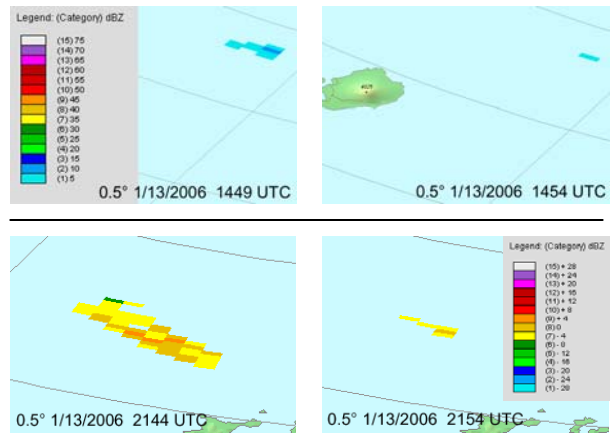 Legend: (Category) dBZ
(15) 75
(14) 70
(13) 65
(12) 60
(11) 55
(10) 50
(9) 45
(8) 40
(7) 35
(6) 30
(5) 25
(4) 20
(3) 15
(2) 10
(1) 5
0.5° 1/13/2006 1449 UTC
0.5° 1/13/2006 1454 UTC
0.5° 1/13/2006 2144 UTC
Legend: (Category) dBZ
(15) + 28
(14) + 24
(13) + 20
(12) + 16
(11) + 12
(10) + 8
(9) + 4
(8) 0
(7) - 4
(6) - 8
(5) - 12
(4) - 16
(3) - 20
(2) - 24
(1) - 28
0.5° 1/13/2006 2154 UTC